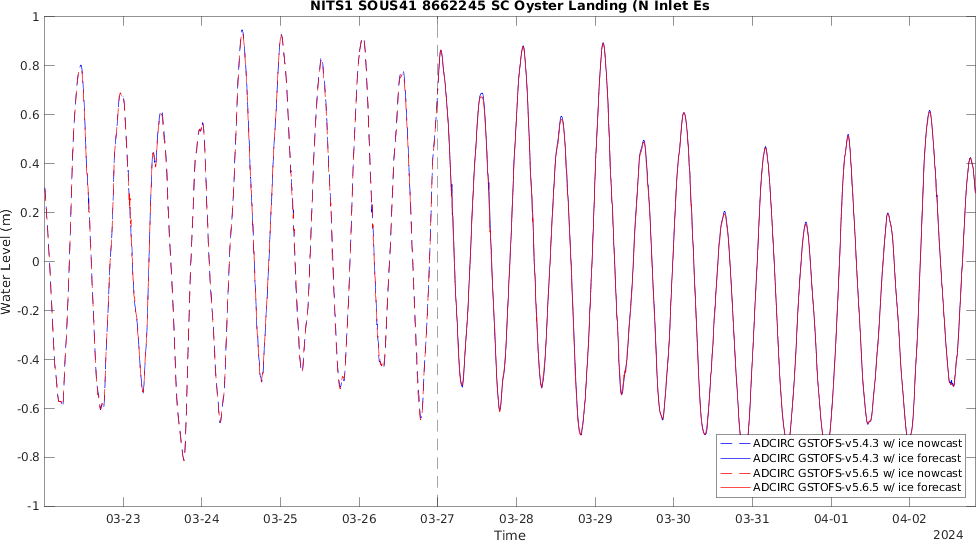 NITS1 SOUS41 8662245 SC Oyster Landing (N Inlet Es
Water Level (m)
1
0.8
0.6
0.4
0.2
0
-0.2
-0.4
-0.6
-0.8
-1
ADCIRC GSTOFS-v5.4.3 w/ ice nowcast
ADCIRC GSTOFS-v5.4.3 w/ ice forecast
ADCIRC GSTOFS-v5.6.5 w/ ice nowcast
ADCIRC GSTOFS-v5.6.5 w/ ice forecast
03-23 03-24 03-25 03-26 03-27 03-28 03-29 03-30 03-31 04-01 04-02
Time
2024